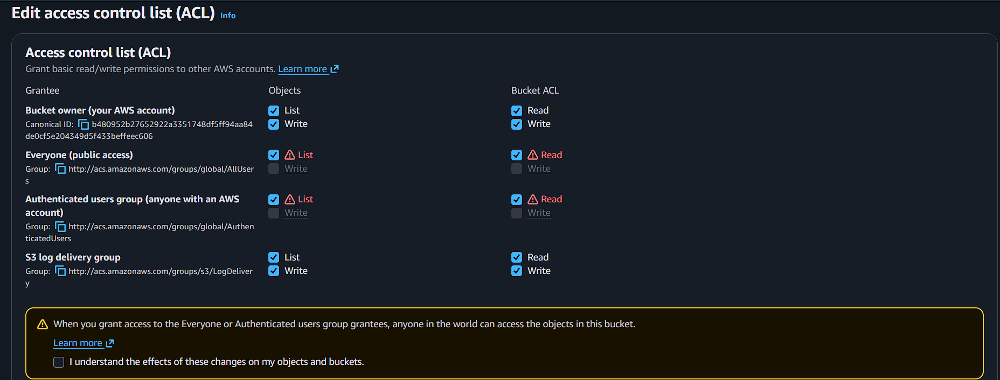 Edit access control list (ACL) Info
Access control list (ACL)
Grant basic read/write permissions to other AWS accounts. Learn more
Grantee Objects Bucket ACL
Bucket owner (your AWS account) List Read
Canonical ID: b480952b27652922a3351748df5ff94aa84 Write Write
de0cf5e204349d5f433beffeec606
Everyone (public access) List Read
Group: http://acs.amazonaws.com/groups/global/AllUser Write Write
s
Authenticated users group (anyone with an AWS List Read
account) Write Write
Group: http://acs.amazonaws.com/groups/global/Authen
ticatedUsers
S3 log delivery group List Read
Group: http://acs.amazonaws.com/groups/s3/LogDeliver Write Write
y
When you grant access to the Everyone or Authenticated users group grantees, anyone in the world can access the objects in this bucket.
Learn more
I understand the effects of these changes on my objects and buckets.